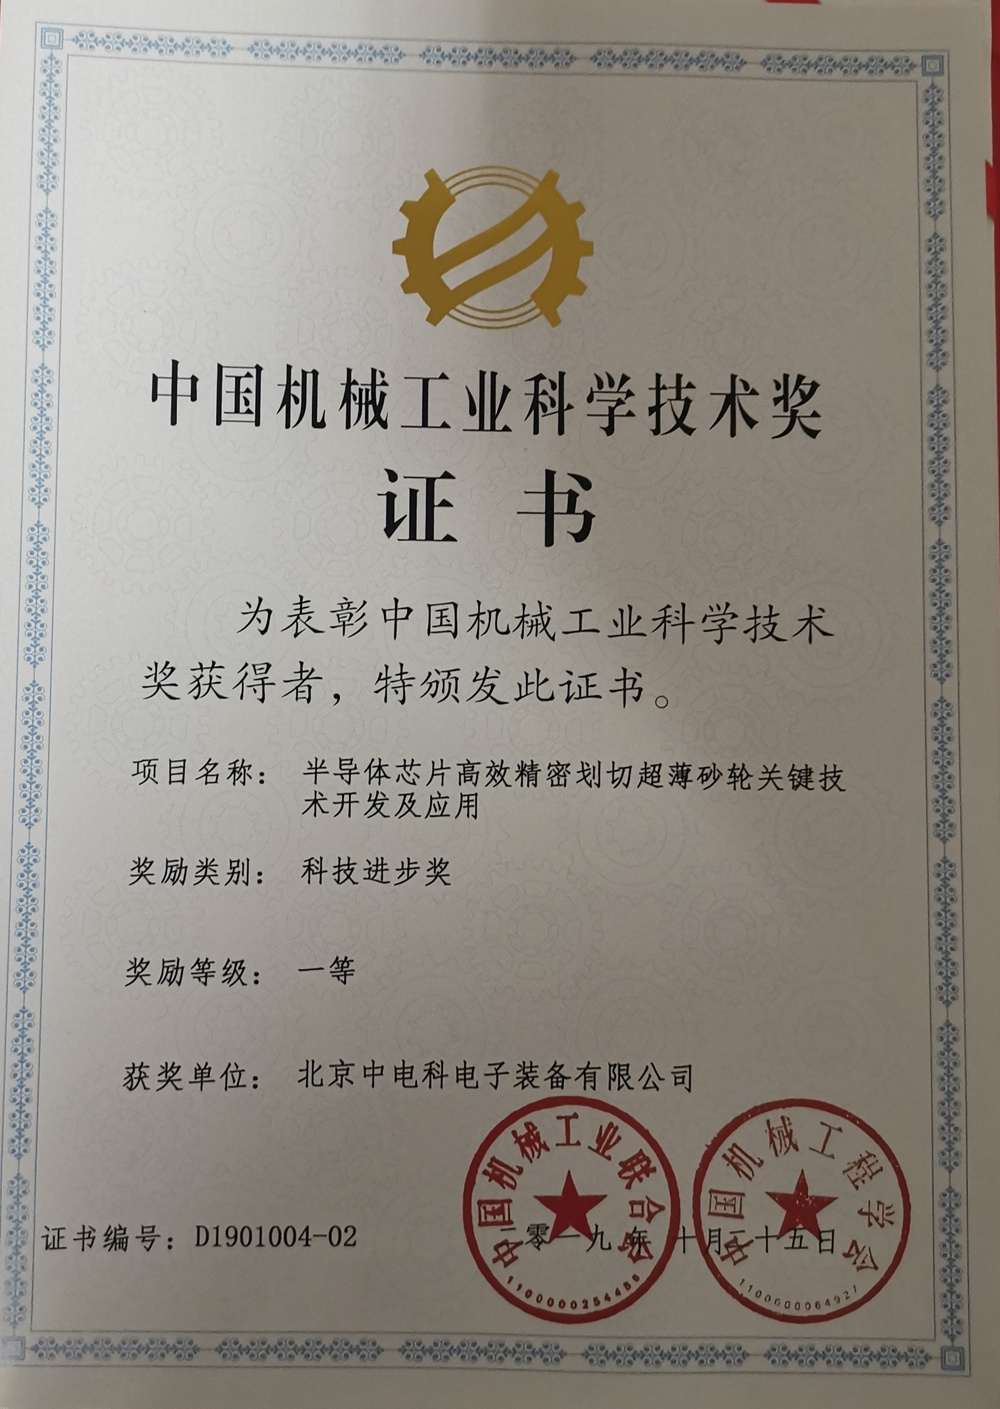 中国机械工业科学技术奖
证书
为表彰中国机械工业科学技术
奖获得者，特颁发此证书。
项目名称：半导体芯片高效精密划切超薄砂轮关键技
术开发及应用
奖励类别：科技进步奖
奖励等级：一等
获奖单位：北京中电科电子装备有限公司
中国机械工业联合会
1100000254456
中国机械工程学会
1100000064927
证书编号：D1901004-02
二零一九年 十月二十五日